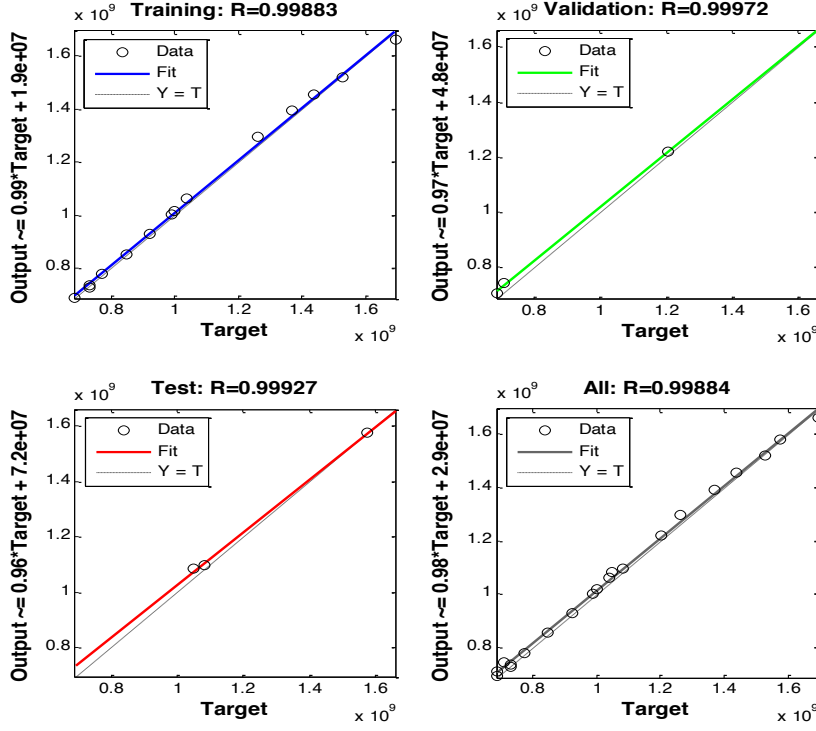 Training: R=0.99883
x 10^9
Output ~= 0.99*Target + 1.9e+07
1.6
1.4
1.2
1
0.8
Data
Fit
Y = T
0.8 1 1.2 1.4 1.6
Target
x 10^9
Validation: R=0.99972
x 10^9
Output ~= 0.97*Target + 4.8e+07
1.6
1.4
1.2
1
0.8
Data
Fit
Y = T
0.8 1 1.2 1.4 1.6
Target
x 10^9
Test: R=0.99927
x 10^9
Output ~= 0.96*Target + 7.2e+07
1.6
1.4
1.2
1
0.8
Data
Fit
Y = T
0.8 1 1.2 1.4 1.6
Target
x 10^9
All: R=0.99884
x 10^9
Output ~= 0.98*Target + 2.9e+07
1.6
1.4
1.2
1
0.8
Data
Fit
Y = T
0.8 1 1.2 1.4 1.6
Target
x 10^9